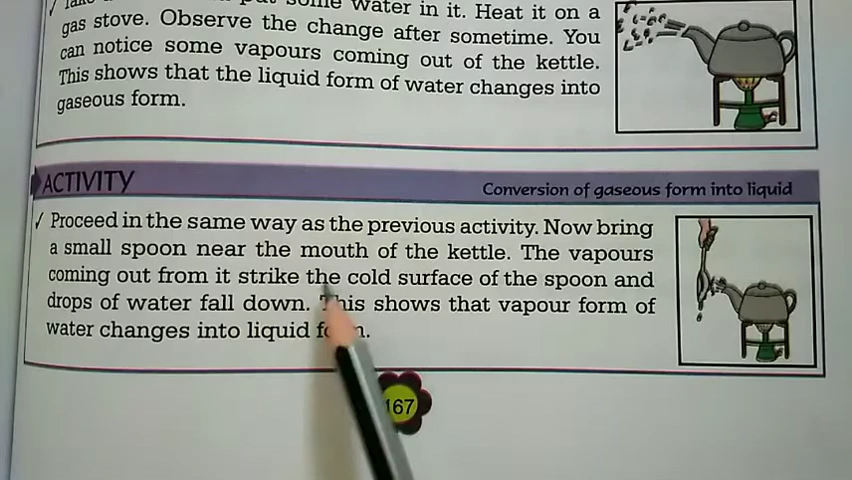 some water in it. Heat it on a
gas stove. Observe the change after sometime. You
can notice some vapours coming out of the kettle.
This shows that the liquid form of water changes into
gaseous form.
ACTIVITY
Conversion of gaseous form into liquid
✓ Proceed in the same way as the previous activity. Now bring
a small spoon near the mouth of the kettle. The vapours
coming out from it strike the cold surface of the spoon and
drops of water fall down. This shows that vapour form of
water changes into liquid form.
167